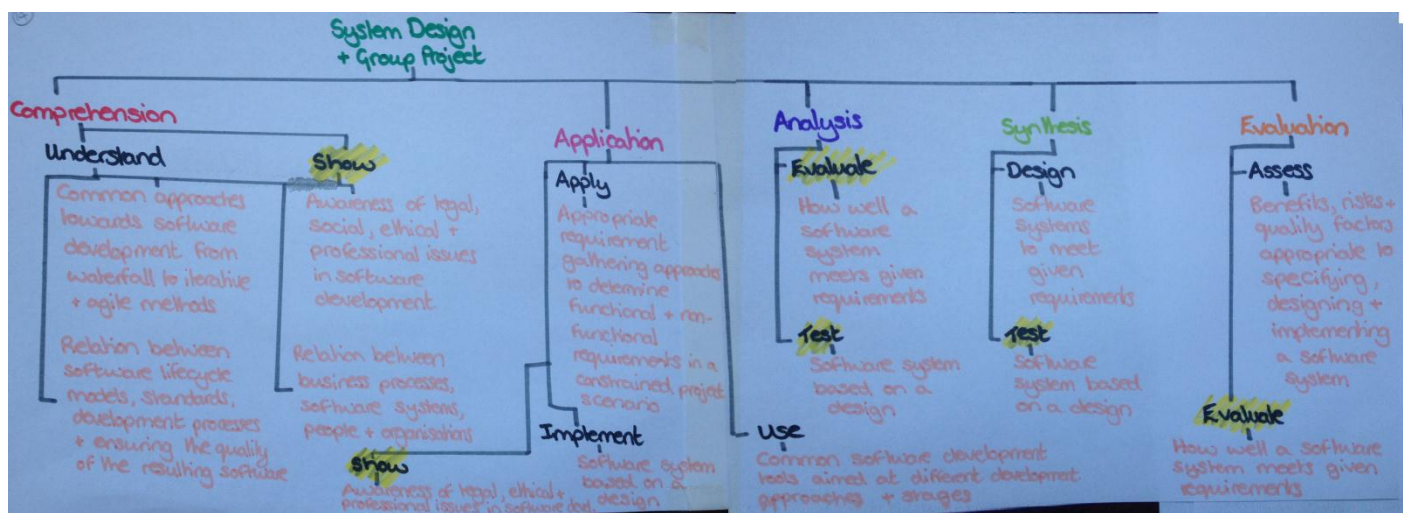 System Design
+ Group Project
Comprehension
Understand
Common approaches
towards software
development from
waterfall to iterative
+ agile methods
Relation between
software lifecycle
models, standards,
development processes
+ ensuring the quality
of the resulting software
Show
Awareness of legal,
social, ethical +
professional issues
in software
development
Relation between
business processes,
software systems,
people + organisations
Application
Apply
Appropriate
requirement
gathering approaches
to determine
functional + non-
functional
requirements in a
constrained project
scenario
Show
Awareness of legal, ethical +
professional issues in software
Implement
Software system
based on a
design
Use
Common software development
tools aimed at different developmt.
approaches + stages
Analysis
Evaluate
How well a
software
system
meets given
requirements
Test
Software system
based on a
design
Synthesis
Design
Software
systems
to meet
given
requirements
Test
Software
system based
on a design
Evaluation
Assess
Benefits, risks +
quality factors
appropriate to
specifying,
designing +
implementing
a software
system
Evaluate
How well a software
system meets given
requirements